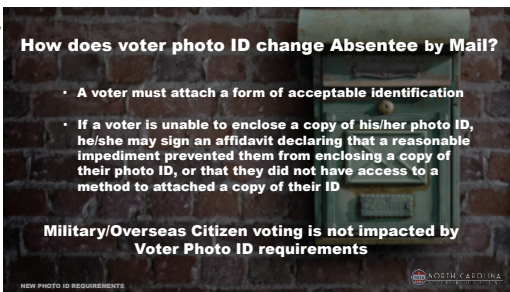 How does voter photo ID change Absentee by Mail?
• A voter must attach a form of acceptable identification
• If a voter is unable to enclose a copy of his/her photo ID,
he/she may sign an affidavit declaring that a reasonable
impediment prevented them from enclosing a copy of
their photo ID, or that they did not have access to a
method to attached a copy of their ID
Military/Overseas Citizen voting is not impacted by
Voter Photo ID requirements
NEW PHOTO ID REQUIREMENTS
NORTH CAROLINA